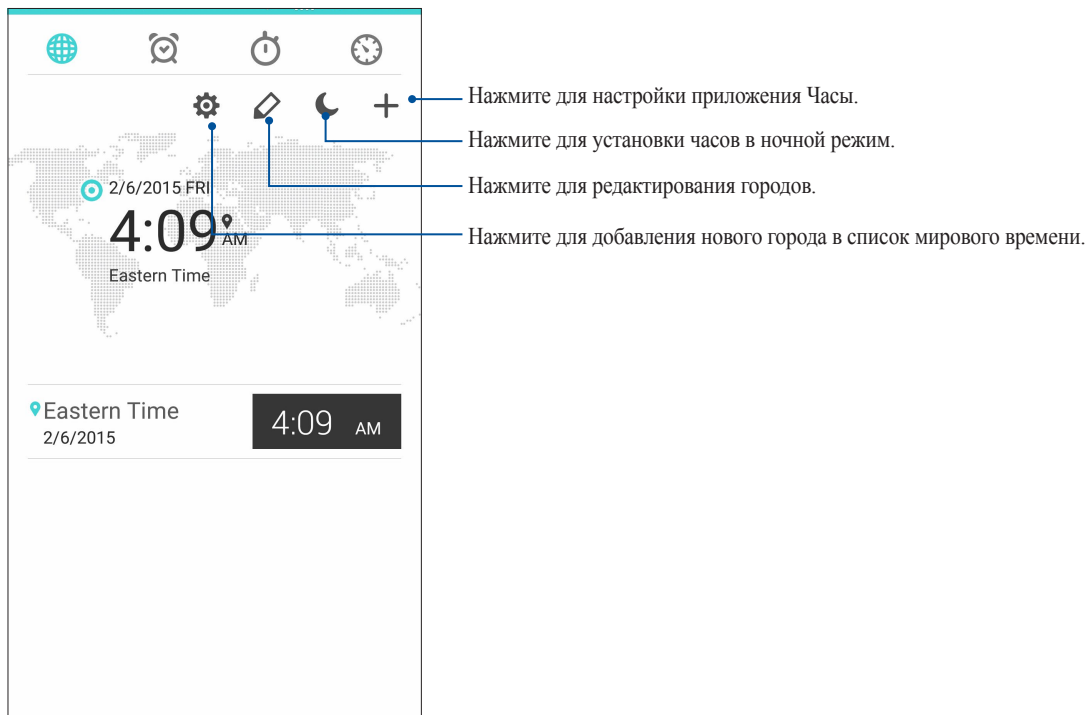 Нажмите для настройки приложения Часы.
Нажмите для установки часов в ночной режим.
Нажмите для редактирования городов.
Нажмите для добавления нового города в список мирового времени.
2/6/2015 FRI
4:09 AM
Eastern Time
Eastern Time
2/6/2015
4:09 AM